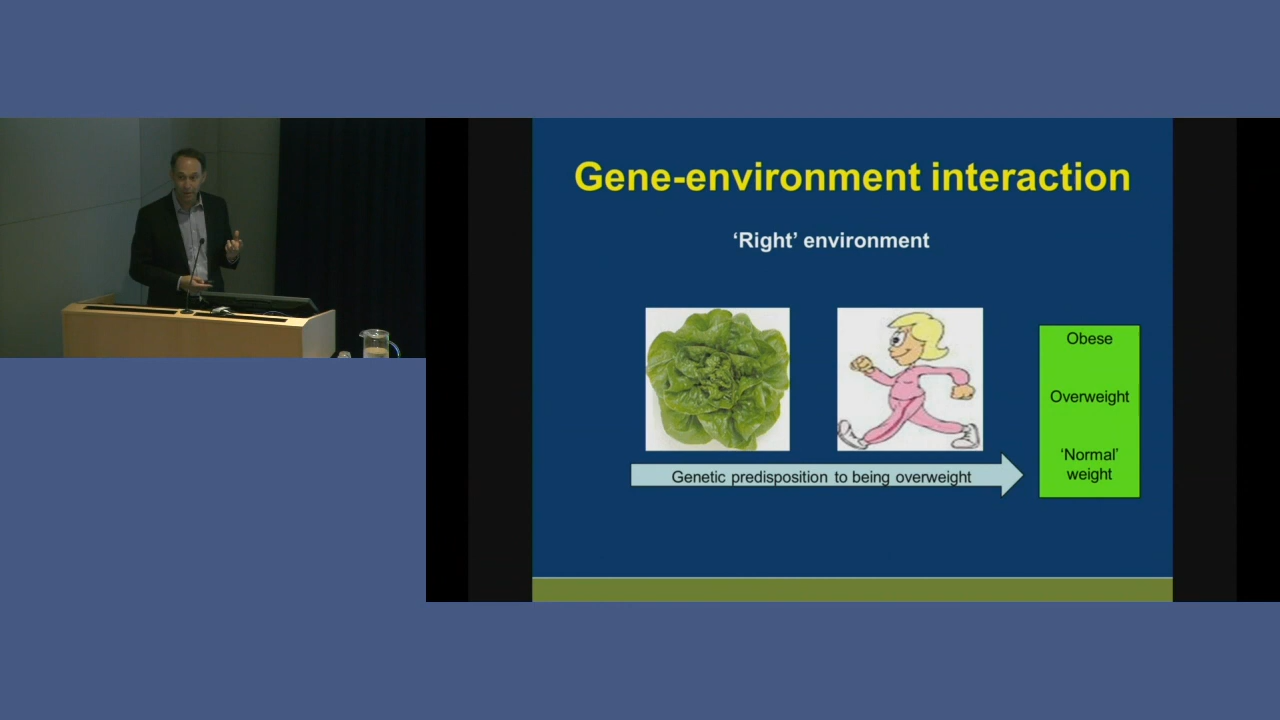 Gene-environment interaction
‘Right’ environment
Obese
Overweight
‘Normal’
weight
Genetic predisposition to being overweight